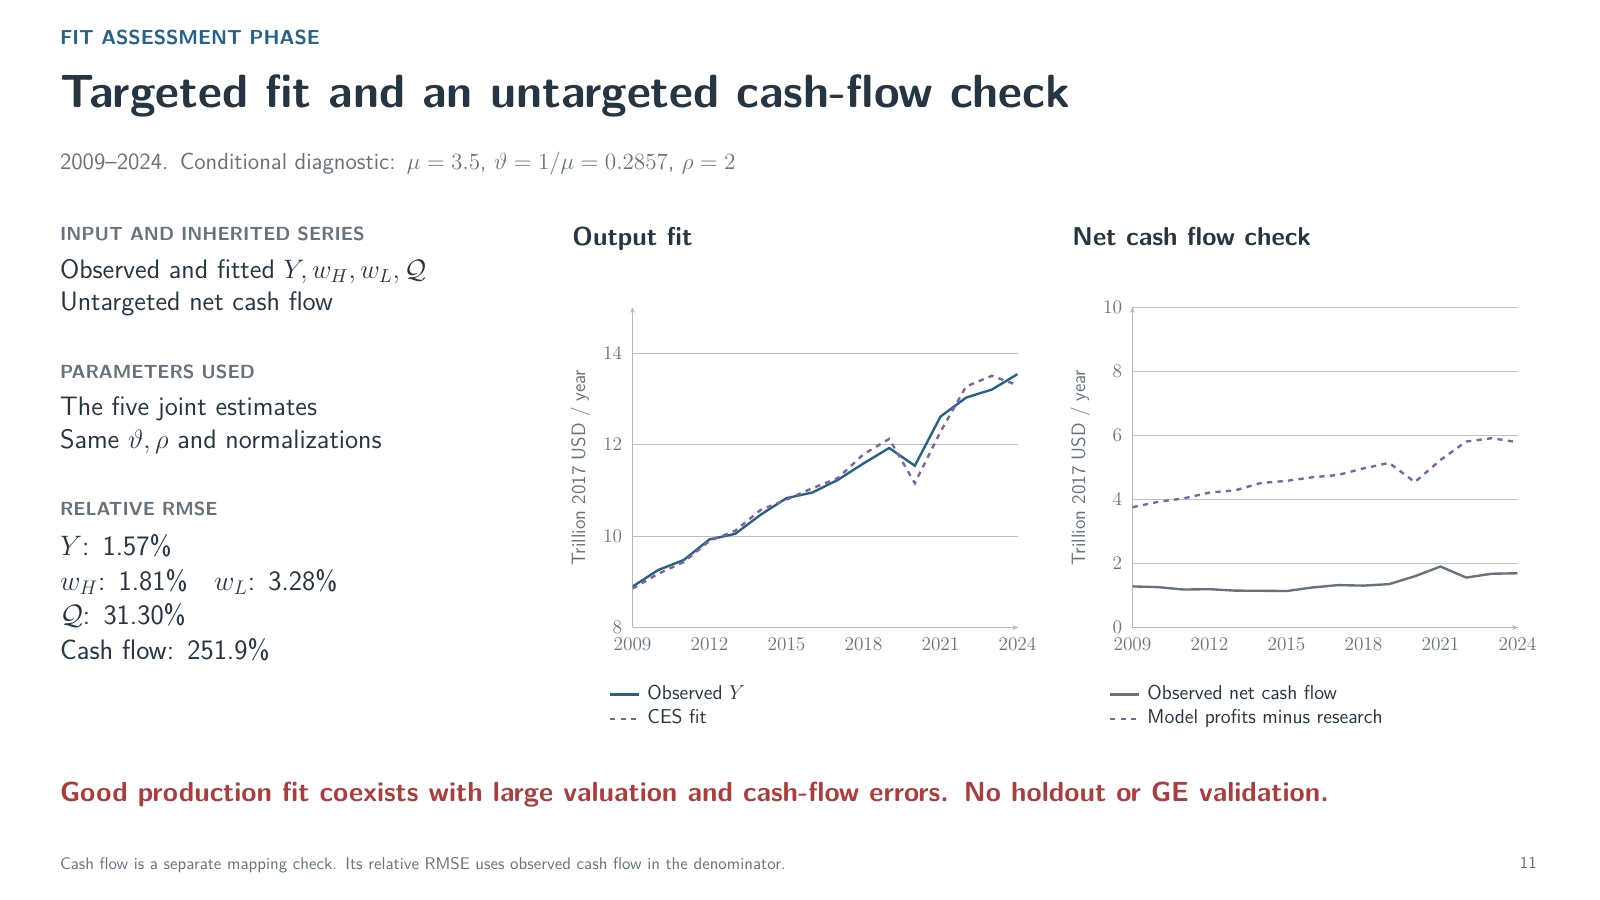 FIT ASSESSMENT PHASE
Targeted fit and an untargeted cash-flow check
2009–2024. Conditional diagnostic: μ = 3.5, ϑ = 1/μ = 0.2857, ρ = 2
INPUT AND INHERITED SERIES
Observed and fitted Y, w_H, w_L, 𝒬
Untargeted net cash flow
PARAMETERS USED
The five joint estimates
Same ϑ, ρ and normalizations
RELATIVE RMSE
Y: 1.57%
w_H: 1.81% w_L: 3.28%
𝒬: 31.30%
Cash flow: 251.9%
Output fit
Trillion 2017 USD / year
14
12
10
8
2009 2012 2015 2018 2021 2024
Observed Y
CES fit
Net cash flow check
Trillion 2017 USD / year
10
8
6
4
2
0
2009 2012 2015 2018 2021 2024
Observed net cash flow
Model profits minus research
Good production fit coexists with large valuation and cash-flow errors. No holdout or GE validation.
Cash flow is a separate mapping check. Its relative RMSE uses observed cash flow in the denominator.
11